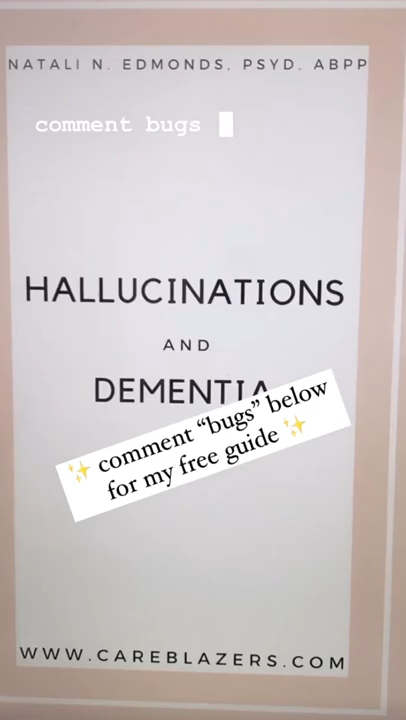 NATALI N. EDMONDS, PSYD, ABPP
comment bugs
HALLUCINATIONS
AND
DEMENTIA
✨ comment “bugs” below
for my free guide ✨
WWW.CAREBLAZERS.COM